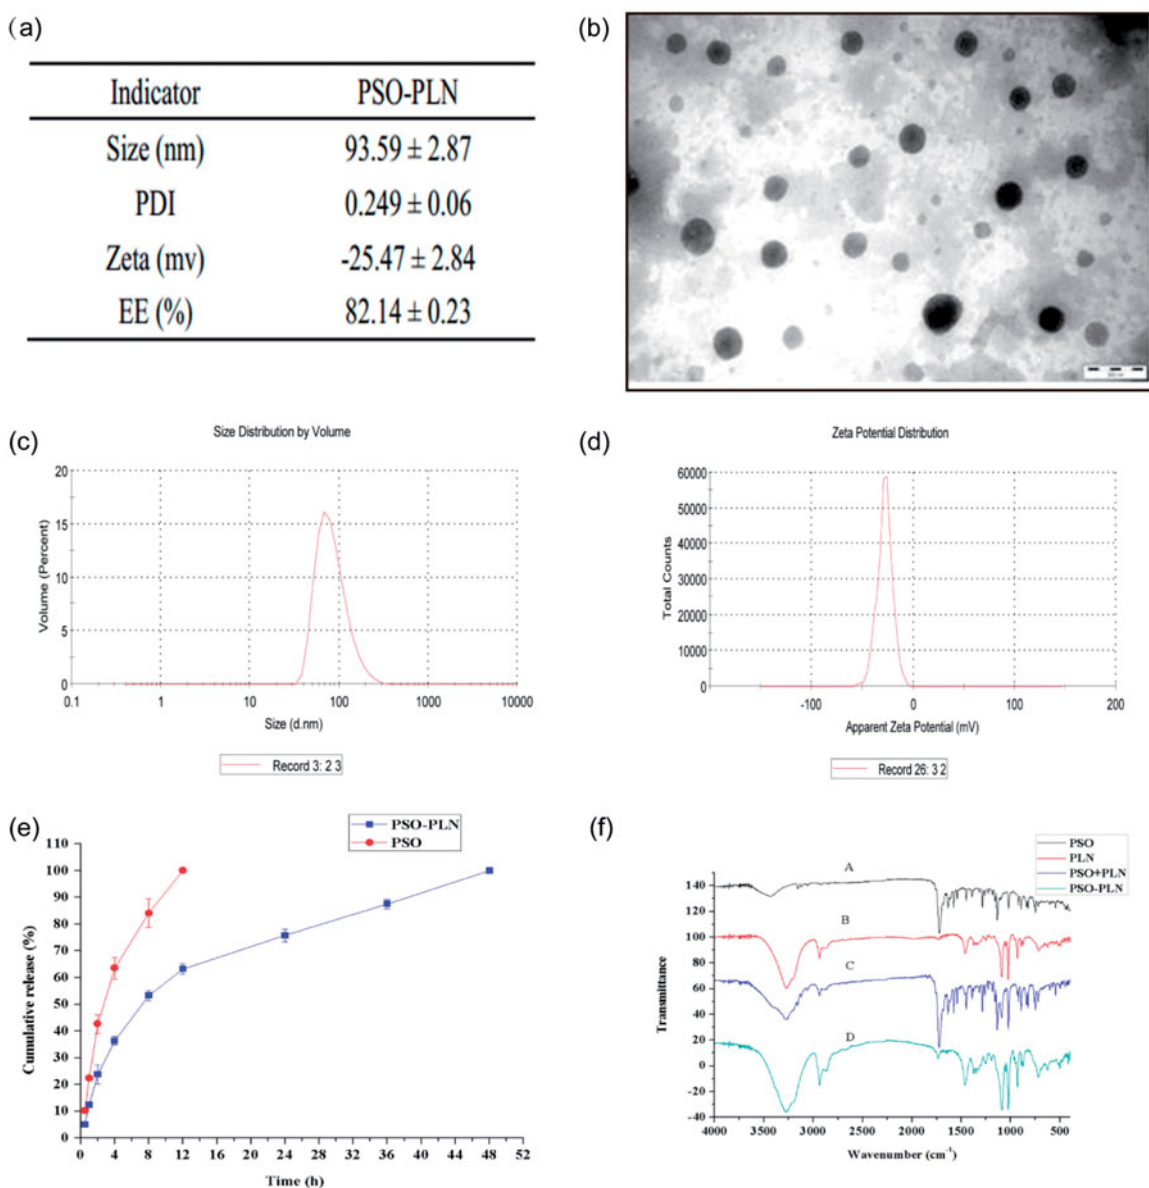 (a)
Indicator PSO-PLN
Size (nm) 93.59 ± 2.87
PDI 0.249 ± 0.06
Zeta (mv) -25.47 ± 2.84
EE (%) 82.14 ± 0.23
(b)
(c)
Size Distribution by Volume
Volume (Percent)
20
15
10
5
0
0.1 1 10 100 1000 10000
Size (d.nm)
Record 3: 2 3
(d)
Zeta Potential Distribution
Total Counts
60000
50000
40000
30000
20000
10000
0
-100 0 100 200
Apparent Zeta Potential (mV)
Record 26: 3 2
(e)
PSO-PLN
PSO
Cumulative release (%)
110
100
90
80
70
60
50
40
30
20
10
0
0 4 8 12 16 20 24 28 32 36 40 44 48 52
Time (h)
(f)
PSO
PLN
PSO+PLN
PSO-PLN
A
B
C
D
Transmittance
140
120
100
80
60
40
20
0
-20
-40
4000 3500 3000 2500 2000 1500 1000 500
Wavenumber (cm⁻¹)